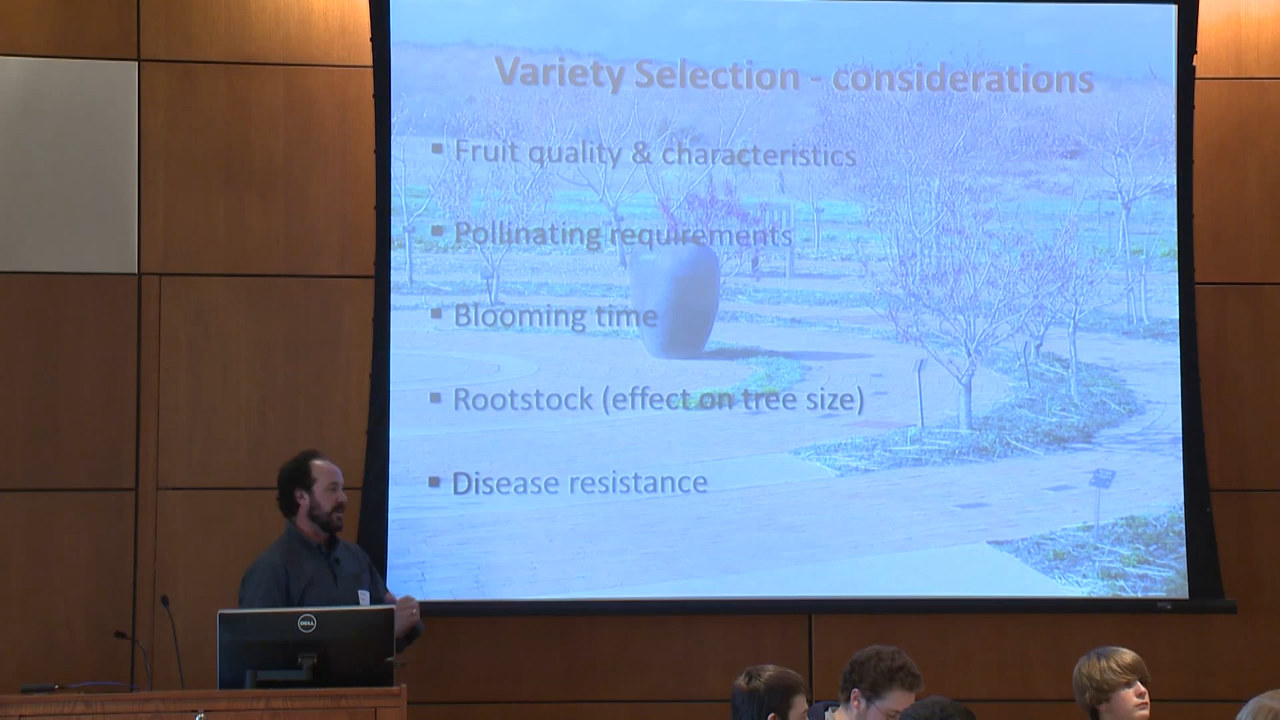 Variety Selection - considerations
▪ Fruit quality & characteristics
▪ Pollinating requirements
▪ Blooming time
▪ Rootstock (effect on tree size)
▪ Disease resistance
DELL